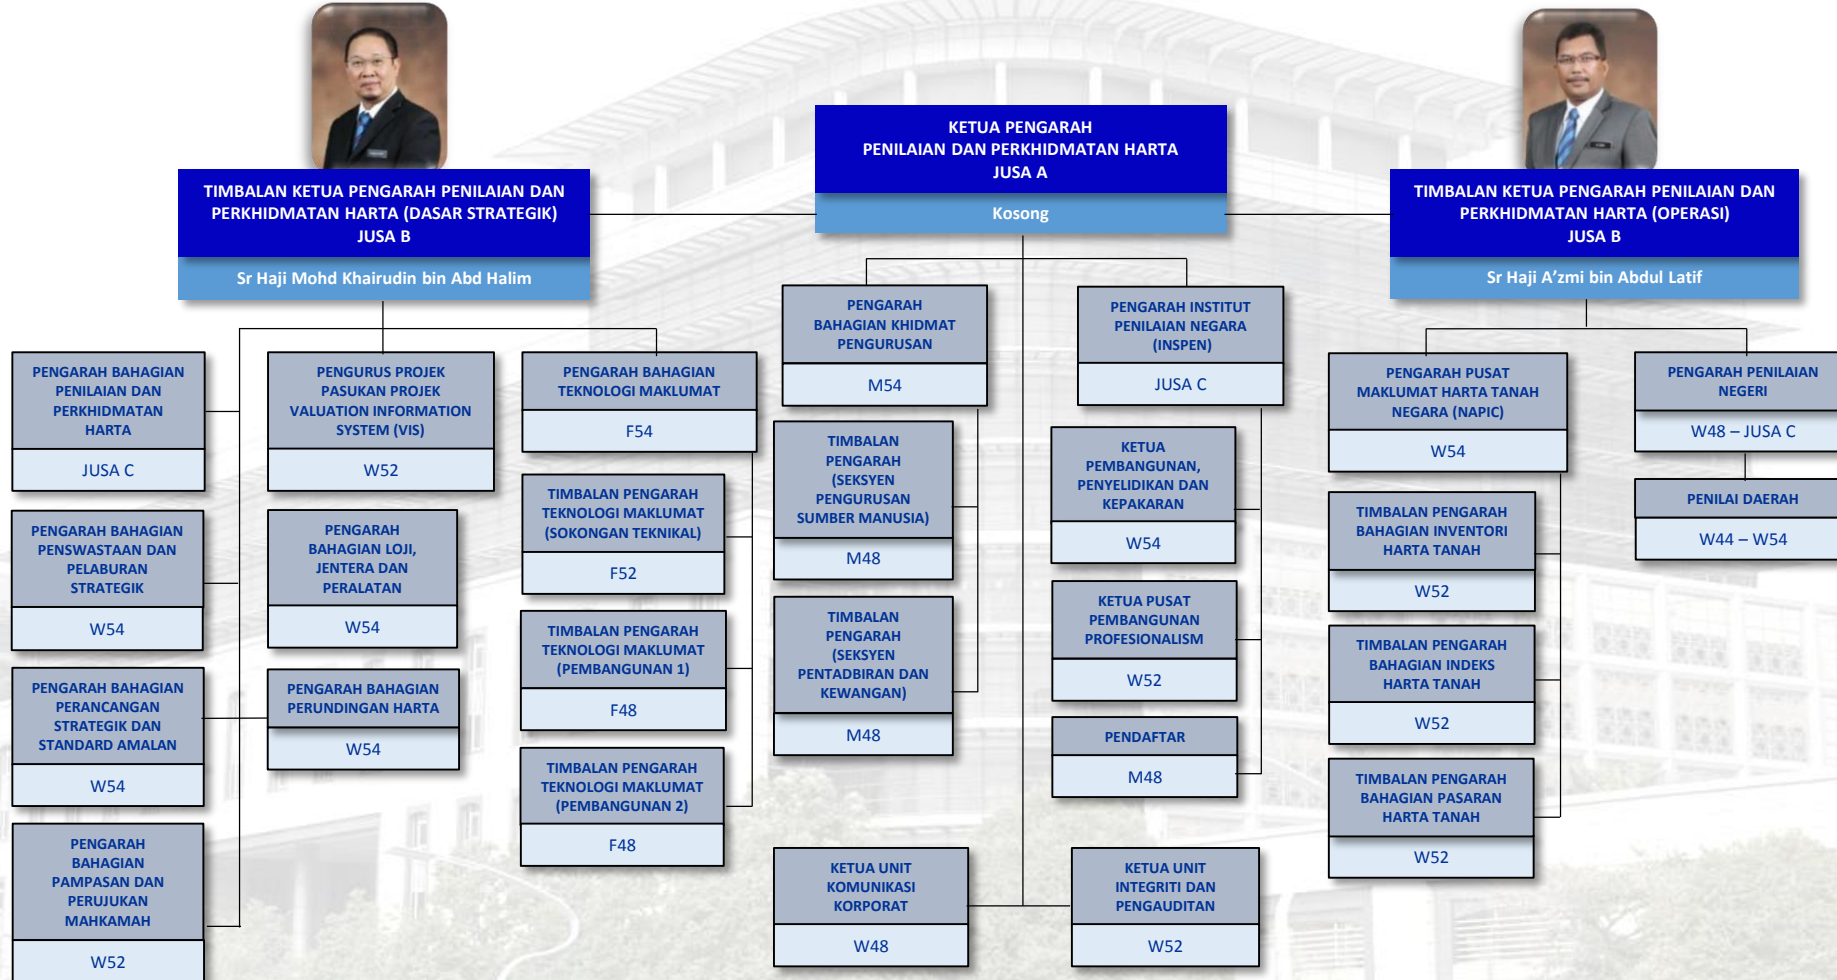 KETUA PENGARAH
PENILAIAN DAN PERKHIDMATAN HARTA
JUSA A
Kosong
TIMBALAN KETUA PENGARAH PENILAIAN DAN
PERKHIDMATAN HARTA (DASAR STRATEGIK)
JUSA B
Sr Haji Mohd Khairudin bin Abd Halim
TIMBALAN KETUA PENGARAH PENILAIAN DAN
PERKHIDMATAN HARTA (OPERASI)
JUSA B
Sr Haji A’zmi bin Abdul Latif
PENGARAH BAHAGIAN
PENILAIAN DAN
PERKHIDMATAN
HARTA
JUSA C
PENGARAH BAHAGIAN
PENSWASTAAN DAN
PELABURAN
STRATEGIK
W54
PENGARAH BAHAGIAN
PERANCANGAN
STRATEGIK DAN
STANDARD AMALAN
W54
PENGARAH
BAHAGIAN
PAMPASAN DAN
PERUJUKAN
MAHKAMAH
W52
PENGURUS PROJEK
PASUKAN PROJEK
VALUATION INFORMATION
SYSTEM (VIS)
W52
PENGARAH
BAHAGIAN LOJI,
JENTERA DAN
PERALATAN
W54
PENGARAH BAHAGIAN
PERUNDINGAN HARTA
W54
PENGARAH BAHAGIAN
TEKNOLOGI MAKLUMAT
F54
TIMBALAN PENGARAH
TEKNOLOGI MAKLUMAT
(SOKONGAN TEKNIKAL)
F52
TIMBALAN PENGARAH
TEKNOLOGI MAKLUMAT
(PEMBANGUNAN 1)
F48
TIMBALAN PENGARAH
TEKNOLOGI MAKLUMAT
(PEMBANGUNAN 2)
F48
PENGARAH
BAHAGIAN KHIDMAT
PENGURUSAN
M54
TIMBALAN
PENGARAH
(SEKSYEN
PENGURUSAN
SUMBER MANUSIA)
M48
TIMBALAN
PENGARAH
(SEKSYEN
PENTADBIRAN DAN
KEWANGAN)
M48
PENGARAH INSTITUT
PENILAIAN NEGARA
(INSPEN)
JUSA C
KETUA
PEMBANGUNAN,
PENYELIDIKAN DAN
KEPAKARAN
W54
KETUA PUSAT
PEMBANGUNAN
PROFESIONALISM
W52
PENDAFTAR
M48
KETUA UNIT
KOMUNIKASI
KORPORAT
W48
KETUA UNIT
INTEGRITI DAN
PENGAUDITAN
W52
PENGARAH PUSAT
MAKLUMAT HARTA TANAH
NEGARA (NAPIC)
W54
TIMBALAN PENGARAH
BAHAGIAN INVENTORI
HARTA TANAH
W52
TIMBALAN PENGARAH
BAHAGIAN INDEKS
HARTA TANAH
W52
TIMBALAN PENGARAH
BAHAGIAN PASARAN
HARTA TANAH
W52
PENGARAH PENILAIAN
NEGERI
W48 – JUSA C
PENILAI DAERAH
W44 – W54